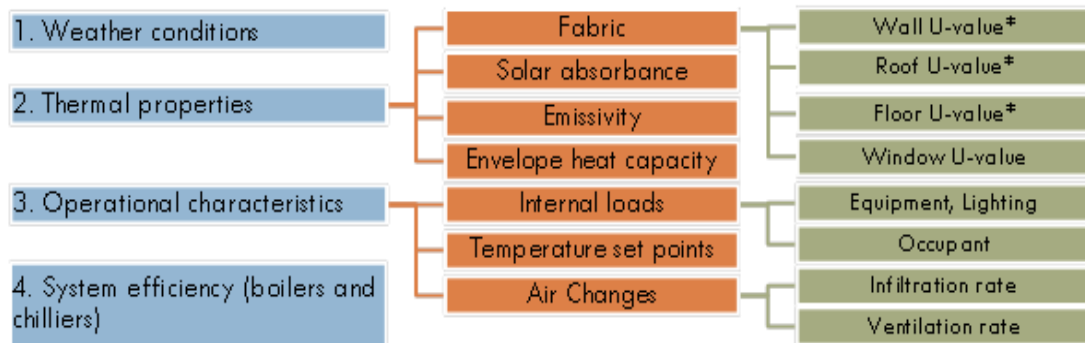 1. Weather conditions
2. Thermal properties
3. Operational characteristics
4. System efficiency (boilers and
chilliers)
Fabric
Solar absorbance
Emissivity
Envelope heat capacity
Internal loads
Temperature set points
Air Changes
Wall U-value*
Roof U-value*
Floor U-value*
Window U-value
Equipment, Lighting
Occupant
Infiltration rate
Ventilation rate